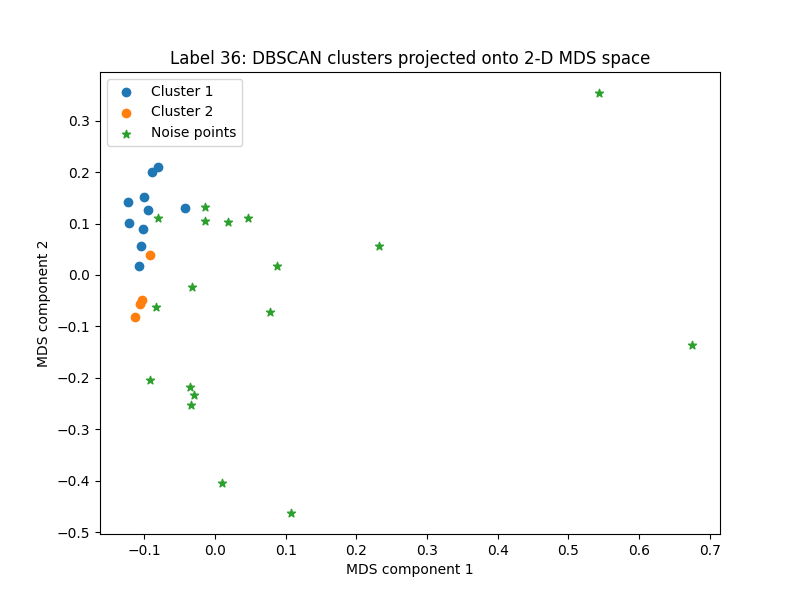 Label 36: DBSCAN clusters projected onto 2-D MDS space
Cluster 1
Cluster 2
Noise points
0.3
0.2
0.1
0.0
−0.1
−0.2
−0.3
−0.4
−0.5
MDS component 2
−0.1 0.0 0.1 0.2 0.3 0.4 0.5 0.6 0.7
MDS component 1